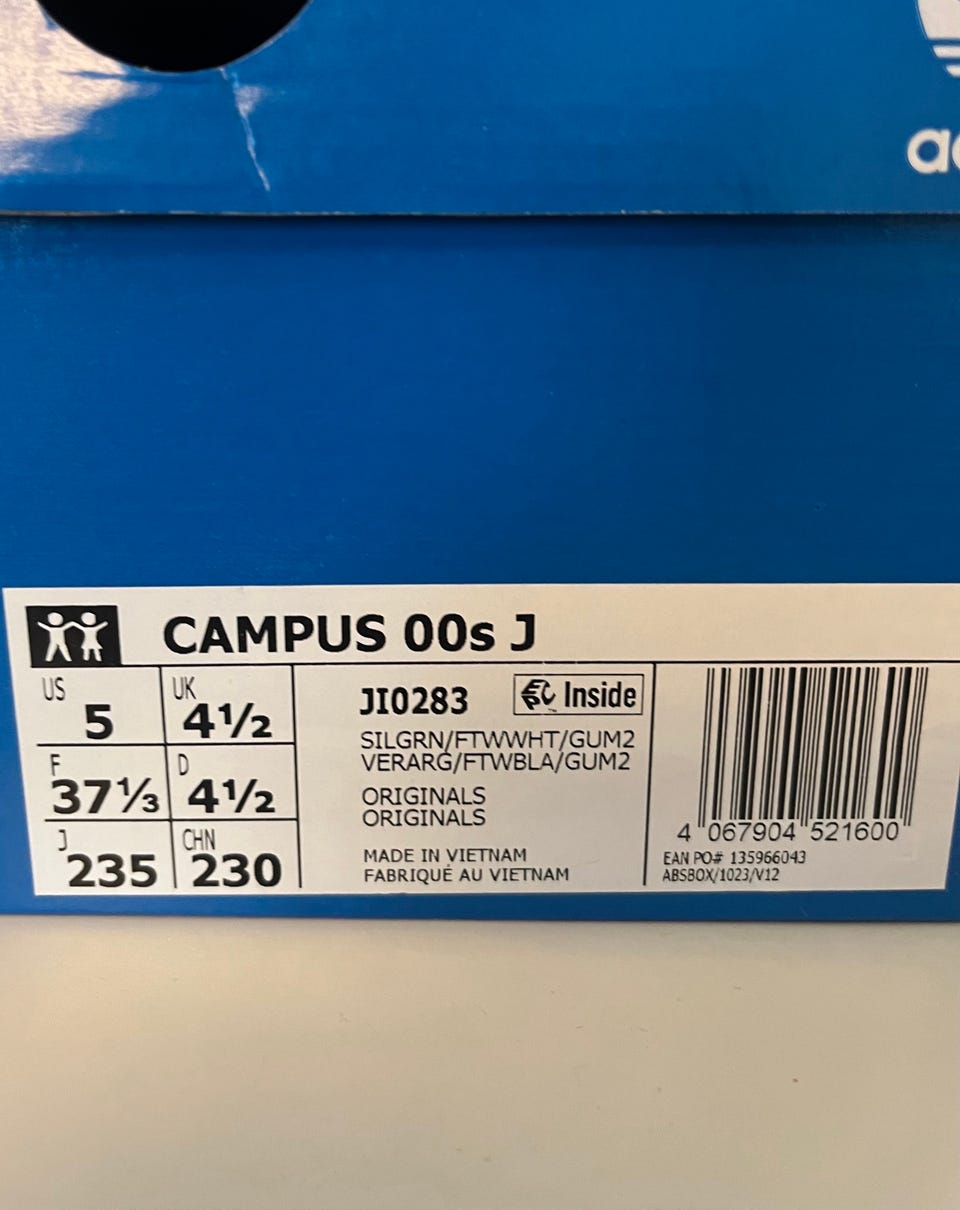 CAMPUS 00s J
US 5 UK 4½
F 37⅓ D 4½
J 235 CHN 230
JI0283 Inside
SILGRN/FTWWHT/GUM2
VERARG/FTWBLA/GUM2
ORIGINALS
ORIGINALS
MADE IN VIETNAM
FABRIQUÉ AU VIETNAM
4 067904 521600
EAN PO# 135966043
ABSBOX/1023/V12